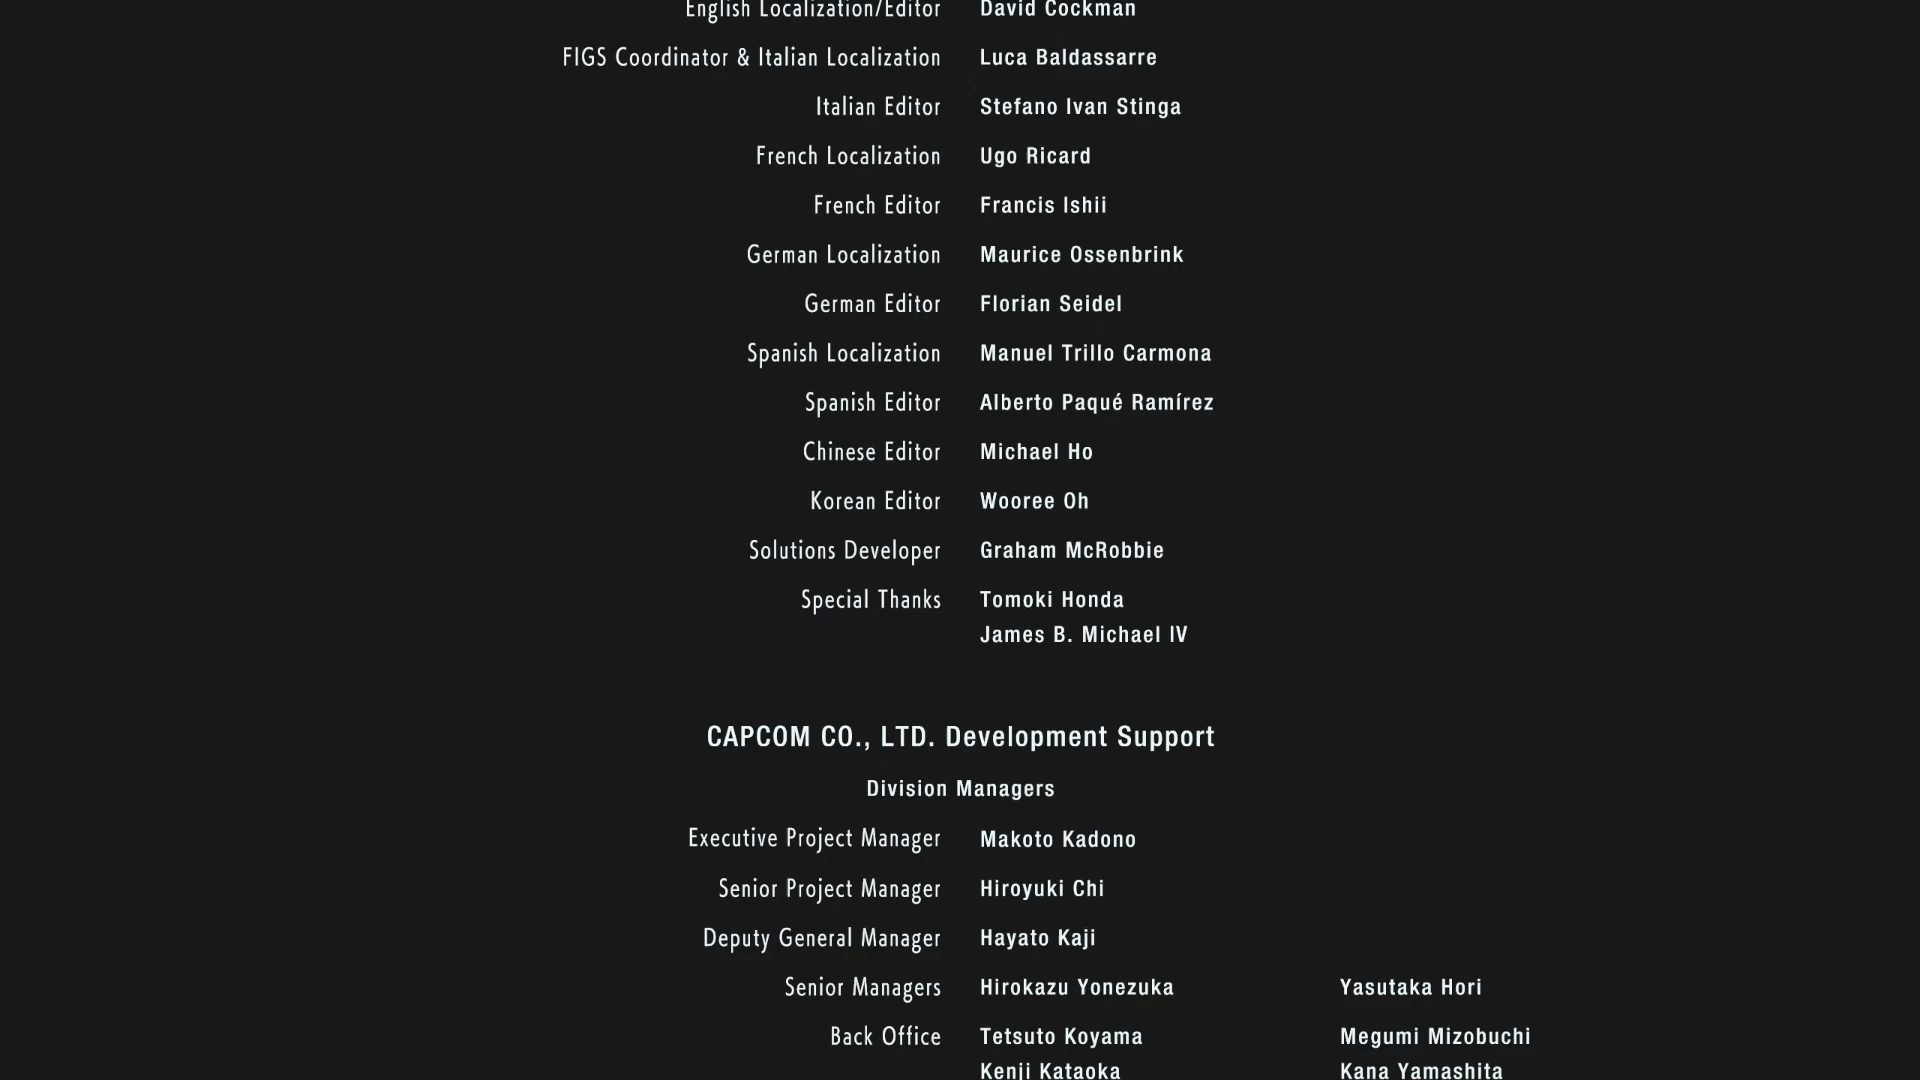 English Localization/Editor David Cockman
FIGS Coordinator & Italian Localization Luca Baldassarre
Italian Editor Stefano Ivan Stinga
French Localization Ugo Ricard
French Editor Francis Ishii
German Localization Maurice Ossenbrink
German Editor Florian Seidel
Spanish Localization Manuel Trillo Carmona
Spanish Editor Alberto Paqué Ramírez
Chinese Editor Michael Ho
Korean Editor Wooree Oh
Solutions Developer Graham McRobbie
Special Thanks Tomoki Honda
James B. Michael IV
CAPCOM CO., LTD. Development Support
Division Managers
Executive Project Manager Makoto Kadono
Senior Project Manager Hiroyuki Chi
Deputy General Manager Hayato Kaji
Senior Managers Hirokazu Yonezuka Yasutaka Hori
Back Office Tetsuto Koyama Megumi Mizobuchi
Kenji Kataoka Kana Yamashita